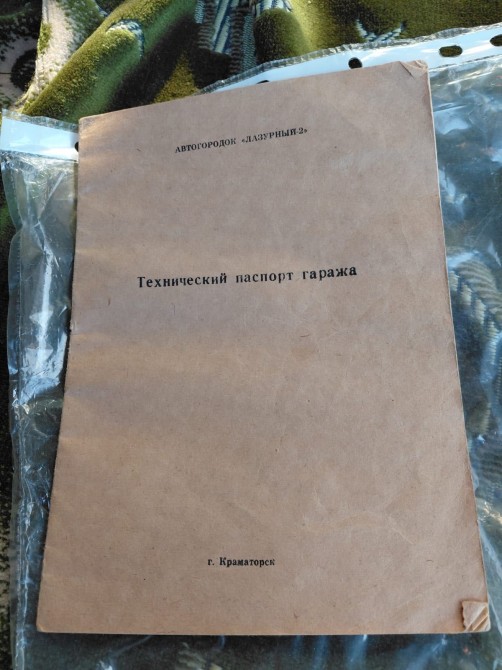 АВТОГОРОДОК «ЛАЗУРНЫЙ-2»
Технический паспорт гаража
г. Краматорск